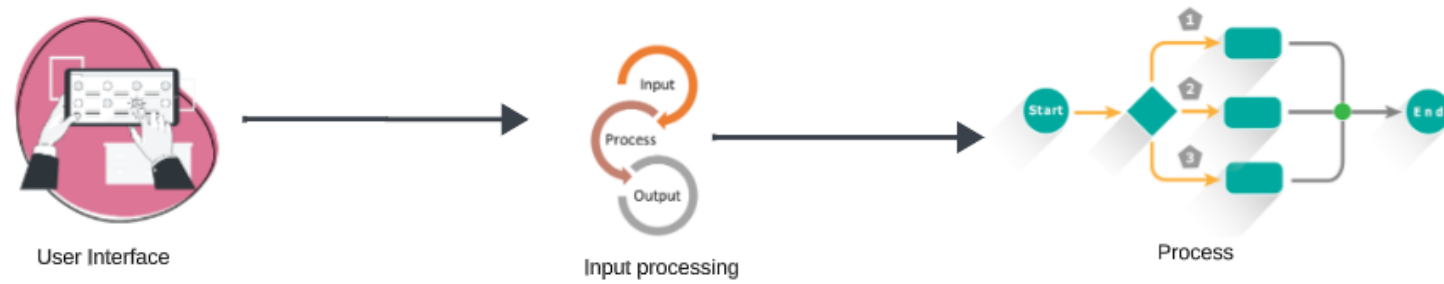 Input
Process
Output
1
2
3
Start
End
User Interface
Input processing
Process